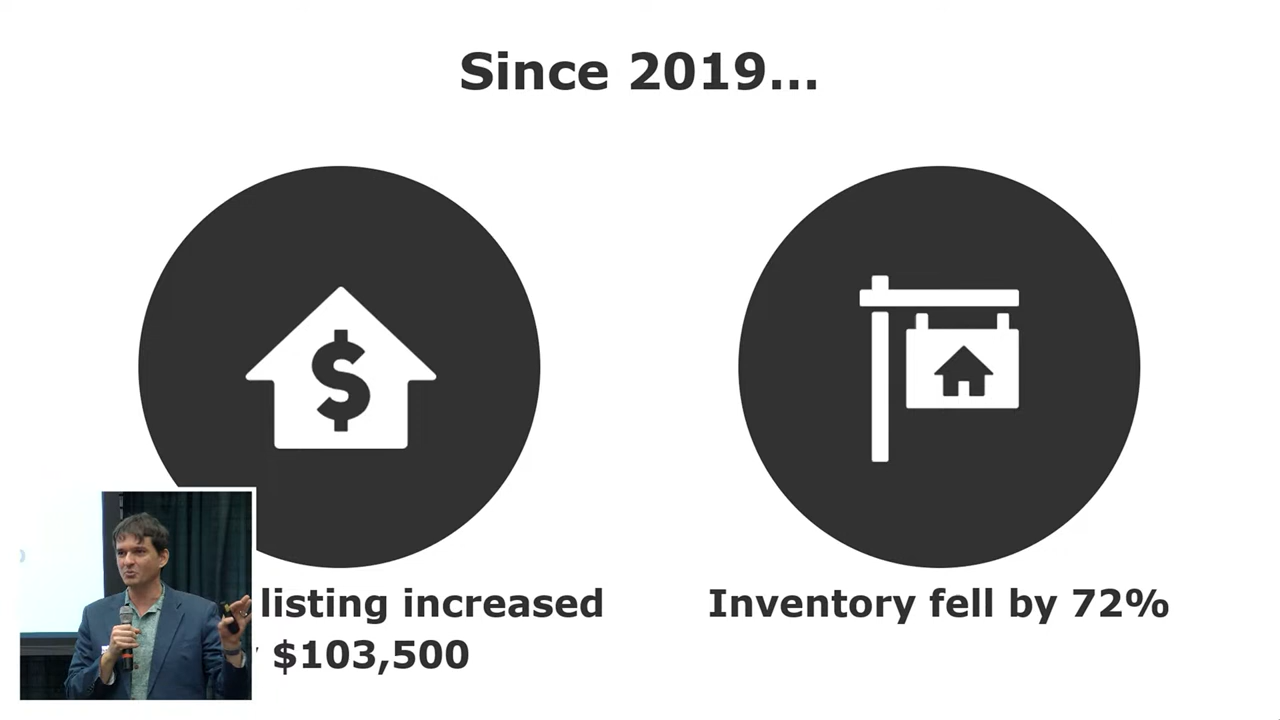 Since 2019...
listing increased
$103,500
Inventory fell by 72%